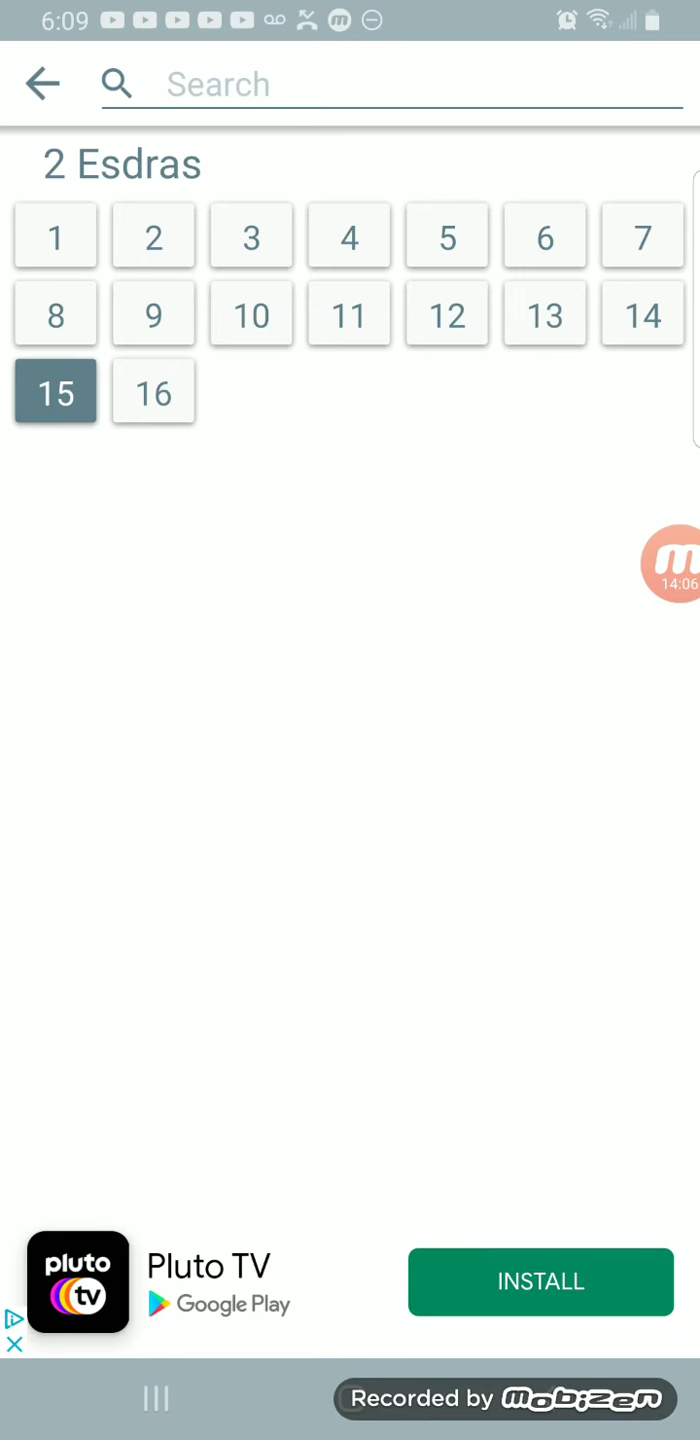 6:09
Search
2 Esdras
1 2 3 4 5 6 7
8 9 10 11 12 13 14
15 16
m
14:06
pluto
tv
Pluto TV
Google Play
INSTALL
Recorded by mobizen